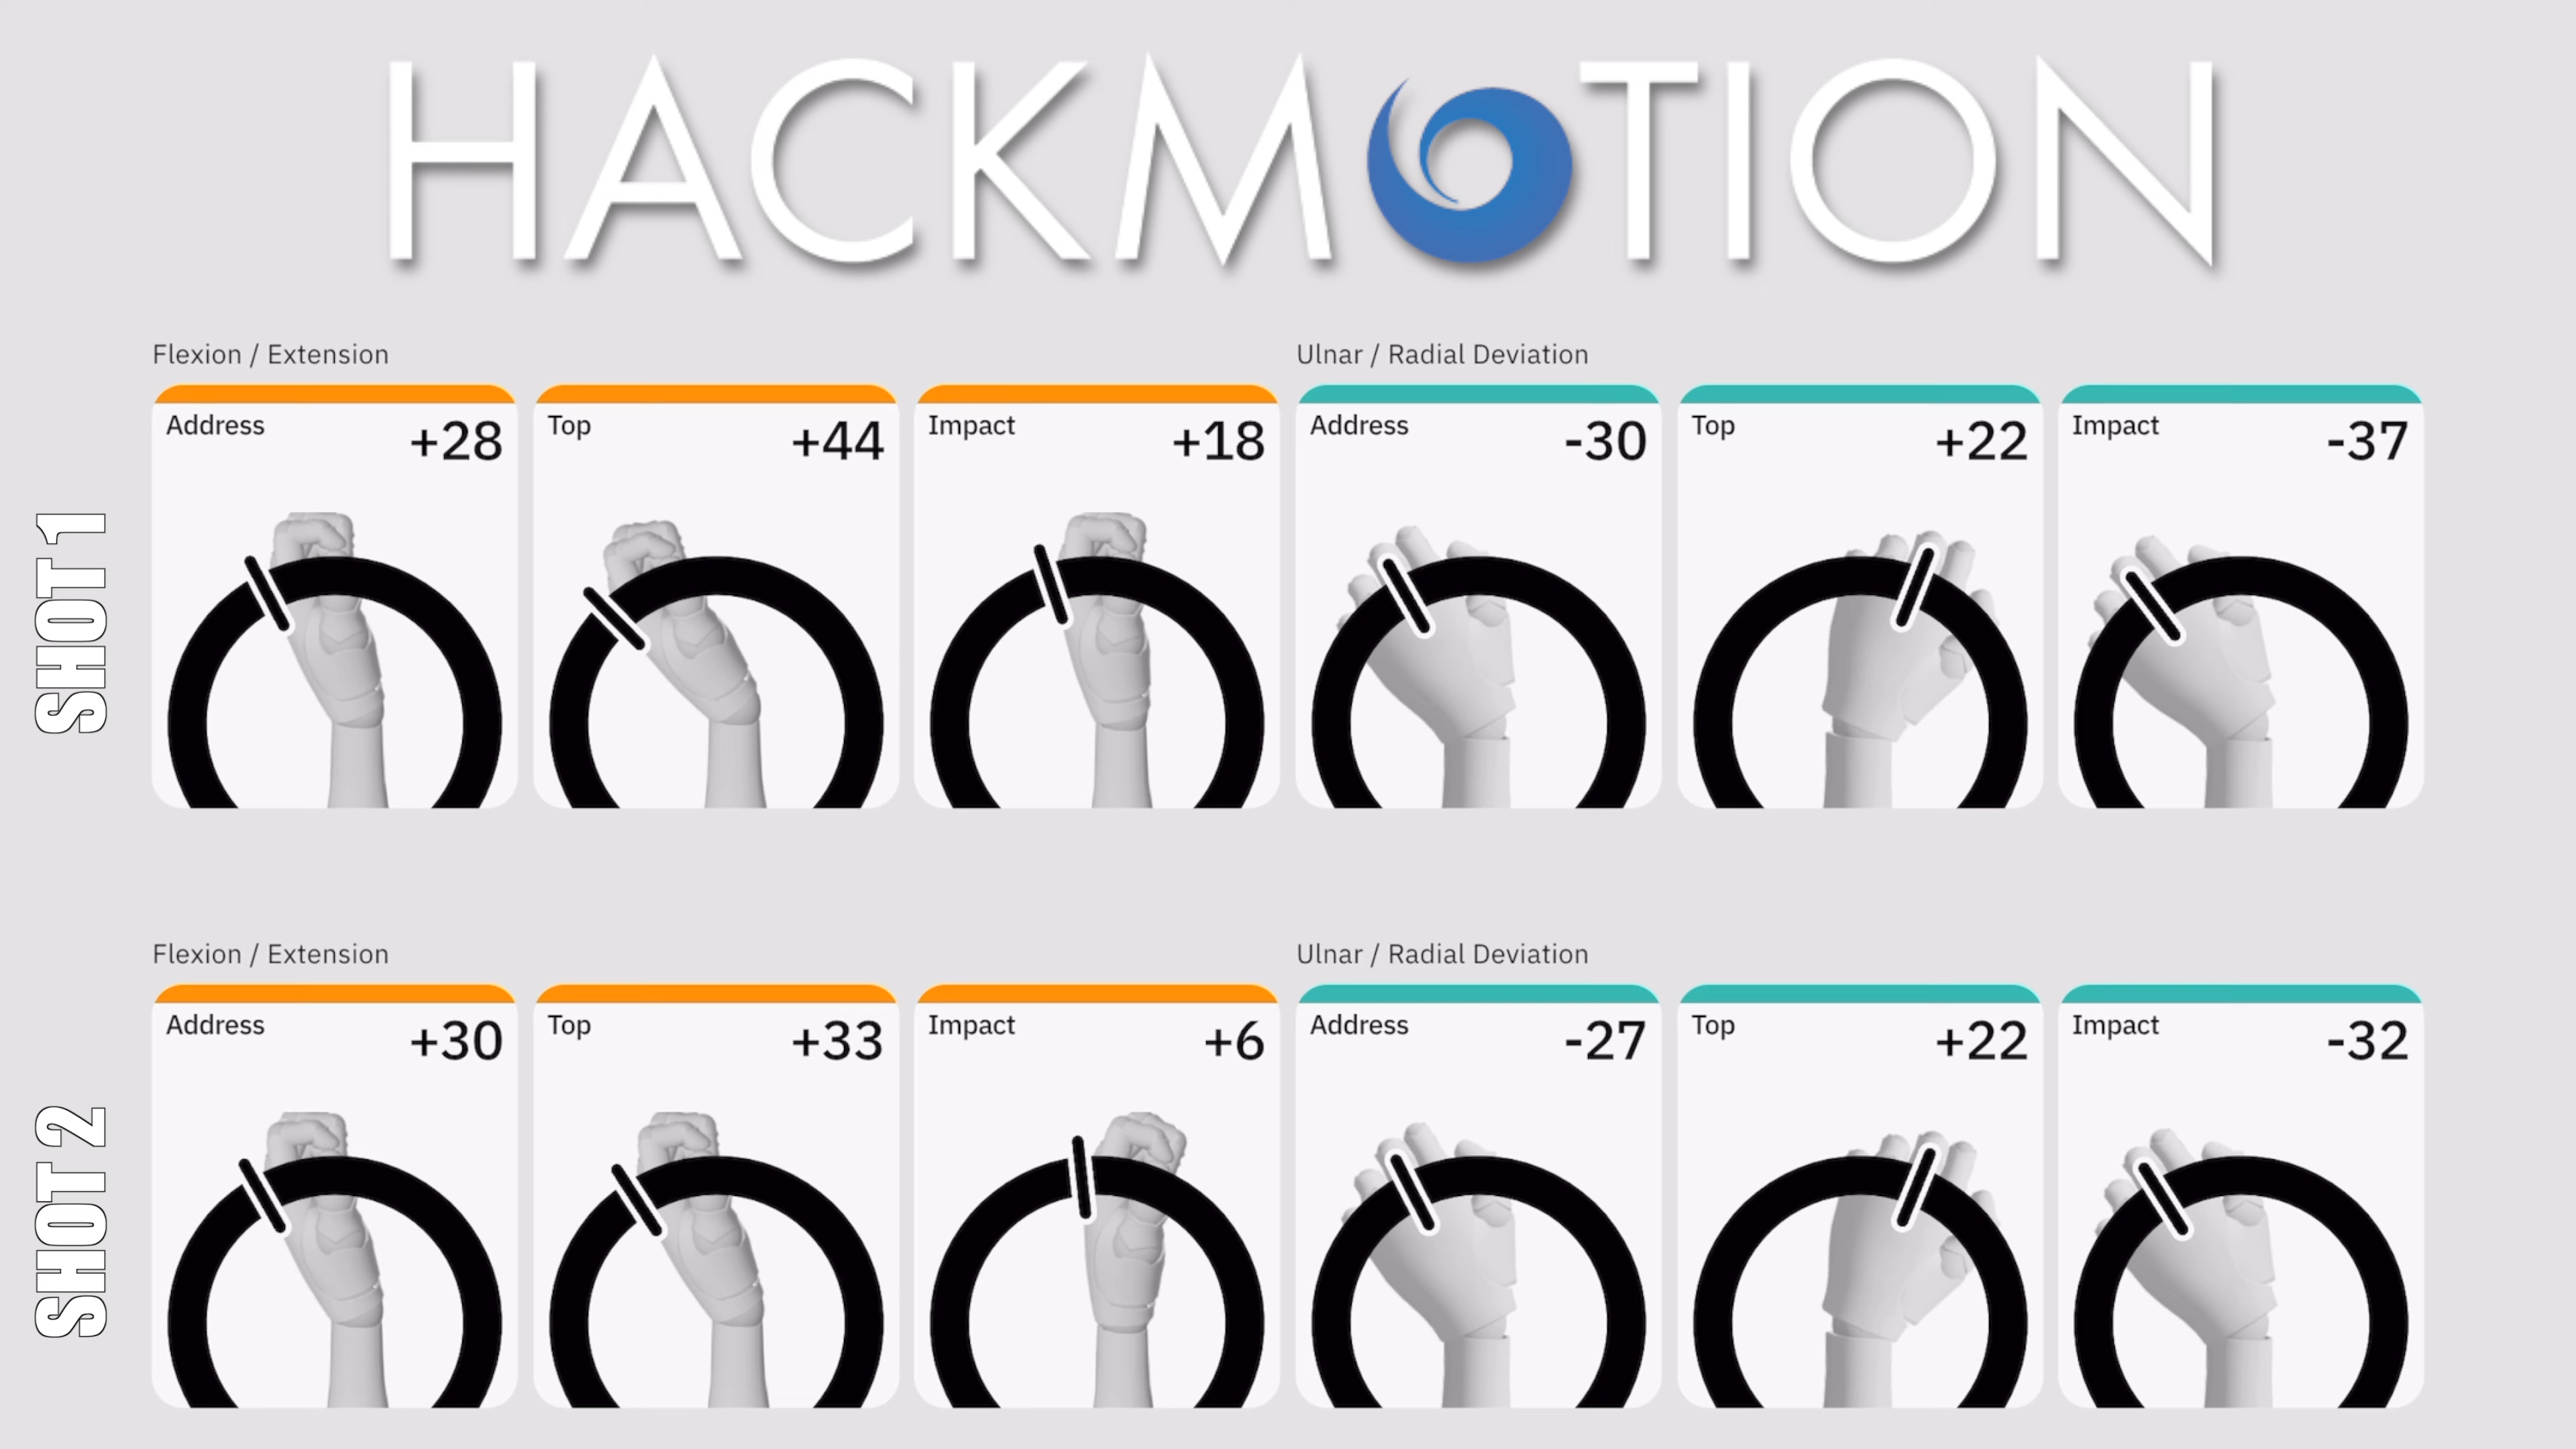 HACKMOTION
SHOT 1
Flexion / Extension
Address +28
Top +44
Impact +18
Ulnar / Radial Deviation
Address -30
Top +22
Impact -37
SHOT 2
Flexion / Extension
Address +30
Top +33
Impact +6
Ulnar / Radial Deviation
Address -27
Top +22
Impact -32